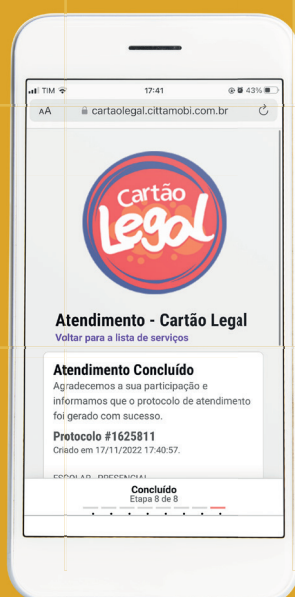 TIM 17:41 43%
AA cartaolegal.cittamobi.com.br
Cartão
Legal
Atendimento - Cartão Legal
Voltar para a lista de serviços
Atendimento Concluído
Agradecemos a sua participação e
informamos que o protocolo de atendimento
foi gerado com sucesso.
Protocolo #1625811
Criado em 17/11/2022 17:40:57.
ESCOLAR - PRESENCIAL
Concluído
Etapa 8 de 8